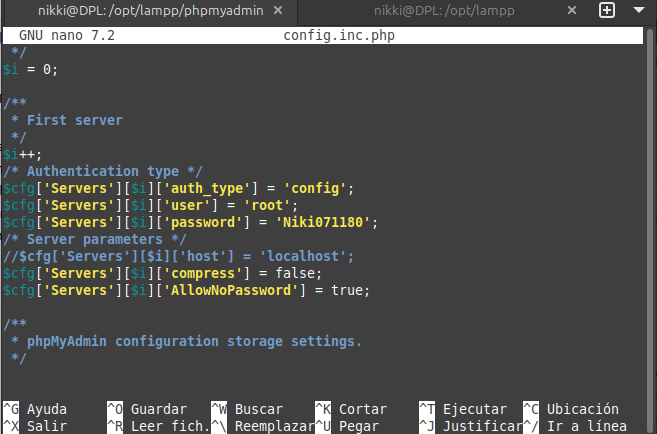 nikki@DPL: /opt/lampp/phpmyadmin × nikki@DPL: /opt/lampp ×
GNU nano 7.2 config.inc.php
*/
$i = 0;
/**
* First server
*/
$i++;
/* Authentication type */
$cfg['Servers'][$i]['auth_type'] = 'config';
$cfg['Servers'][$i]['user'] = 'root';
$cfg['Servers'][$i]['password'] = 'Niki071180';
/* Server parameters */
//$cfg['Servers'][$i]['host'] = 'localhost';
$cfg['Servers'][$i]['compress'] = false;
$cfg['Servers'][$i]['AllowNoPassword'] = true;
/**
* phpMyAdmin configuration storage settings.
*/
^G Ayuda ^O Guardar ^W Buscar ^K Cortar ^T Ejecutar ^C Ubicación
^X Salir ^R Leer fich. ^\ Reemplazar ^U Pegar ^J Justificar ^/ Ir a línea